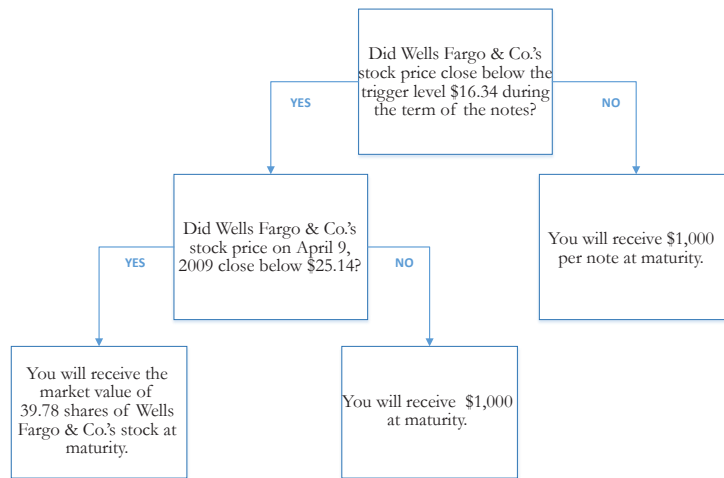 Did Wells Fargo & Co.'s
stock price close below the
trigger level $16.34 during
the term of the notes?
YES
NO
Did Wells Fargo & Co.'s
stock price on April 9,
2009 close below $25.14?
You will receive $1,000
per note at maturity.
YES
NO
You will receive the
market value of
39.78 shares of Wells
Fargo & Co.'s stock at
maturity.
You will receive $1,000
at maturity.